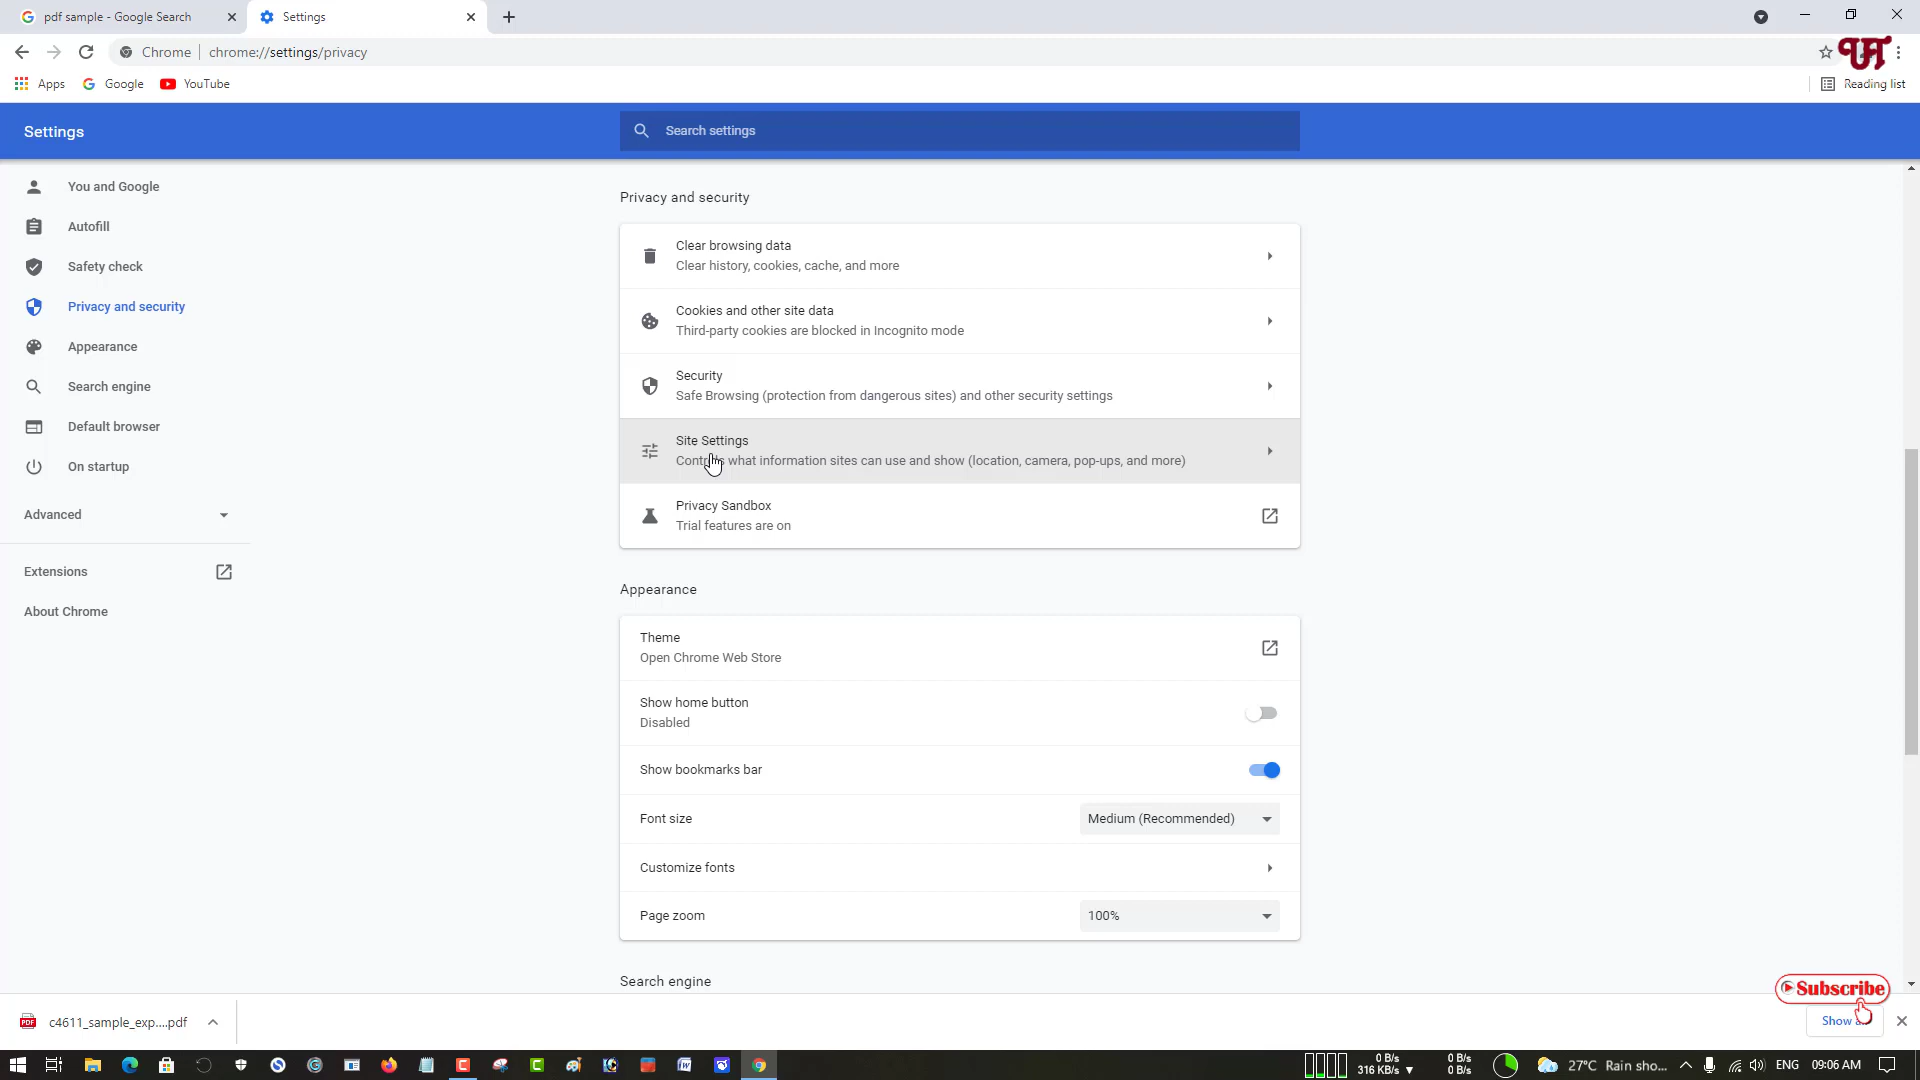 pdf sample - Google Search
Settings
Chrome
chrome://settings/privacy
Apps
Google
YouTube
Reading list
Settings
Search settings
You and Google
Autofill
Safety check
Privacy and security
Appearance
Search engine
Default browser
On startup
Advanced
Extensions
About Chrome
Privacy and security
Clear browsing data
Clear history, cookies, cache, and more
Cookies and other site data
Third-party cookies are blocked in Incognito mode
Security
Safe Browsing (protection from dangerous sites) and other security settings
Site Settings
Controls what information sites can use and show (location, camera, pop-ups, and more)
Privacy Sandbox
Trial features are on
Appearance
Theme
Open Chrome Web Store
Show home button
Disabled
Show bookmarks bar
Font size
Medium (Recommended)
Customize fonts
Page zoom
100%
Search engine
Subscribe
PDF
c4611_sample_exp....pdf
Show
0 B/s
316 KB/s
0 B/s
0 B/s
27°C Rain sho...
ENG
09:06 AM